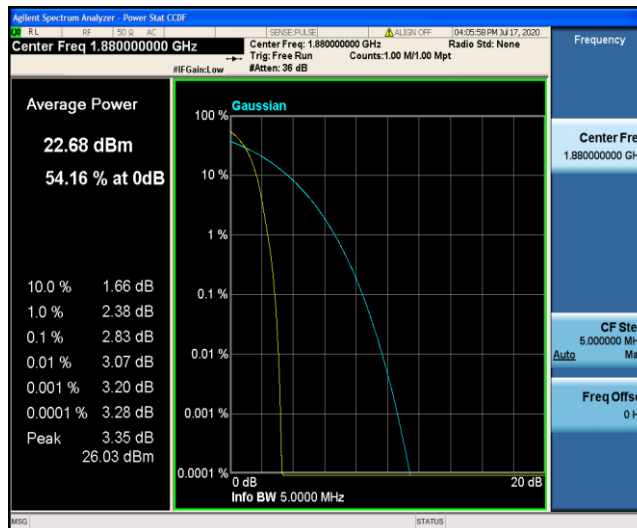 Agilent Spectrum Analyzer - Power Stat CCDF
RL RF 50 Ω AC SENSE:PULSE ALIGN OFF 04:05:58 PM Jul 17, 2020
Center Freq 1.880000000 GHz Center Freq: 1.880000000 GHz Radio Std: None
Trig: Free Run Counts:1.00 M/1.00 Mpt
#IFGain:Low #Atten: 36 dB
Frequency
Average Power
22.68 dBm
54.16 % at 0dB
10.0 % 1.66 dB
1.0 % 2.38 dB
0.1 % 2.83 dB
0.01 % 3.07 dB
0.001 % 3.20 dB
0.0001 % 3.28 dB
Peak 3.35 dB
26.03 dBm
Gaussian
100 %
10 %
1 %
0.1 %
0.01 %
0.001 %
0.0001 %
0 dB 20 dB
Info BW 5.0000 MHz
Center Fre
1.880000000 GH
CF Ste
5.000000 MH
Auto Ma
Freq Offse
0 H
MSG STATUS